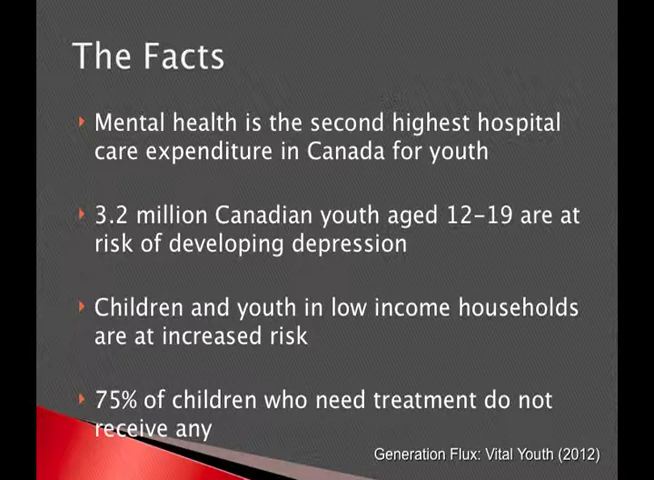 The Facts
Mental health is the second highest hospital
care expenditure in Canada for youth
3.2 million Canadian youth aged 12-19 are at
risk of developing depression
Children and youth in low income households
are at increased risk
75% of children who need treatment do not
receive any
Generation Flux: Vital Youth (2012)